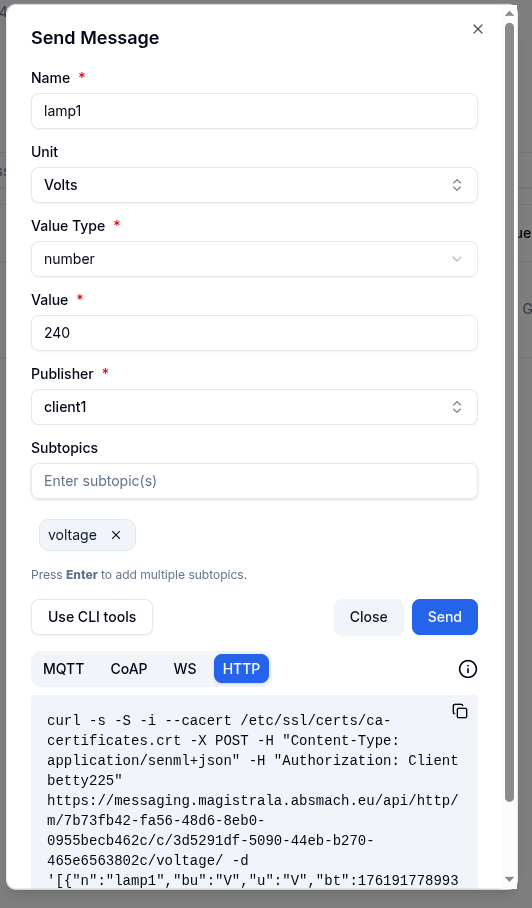 Send Message
Name *
lamp1
Unit
Volts
Value Type *
number
Value *
240
Publisher *
client1
Subtopics
Enter subtopic(s)
voltage
Press Enter to add multiple subtopics.
Use CLI tools
Close
Send
MQTT
CoAP
WS
HTTP
curl -s -S -i --cacert /etc/ssl/certs/ca-
certificates.crt -X POST -H "Content-Type:
application/senml+json" -H "Authorization: Client
betty225"
https://messaging.magistrala.absmach.eu/api/http/
m/7b73fb42-fa56-48d6-8eb0-
0955becb462c/c/3d5291df-5090-44eb-b270-
465e6563802c/voltage/ -d
'[{"n":"lamp1","bu":"V","u":"V","bt":176191778993